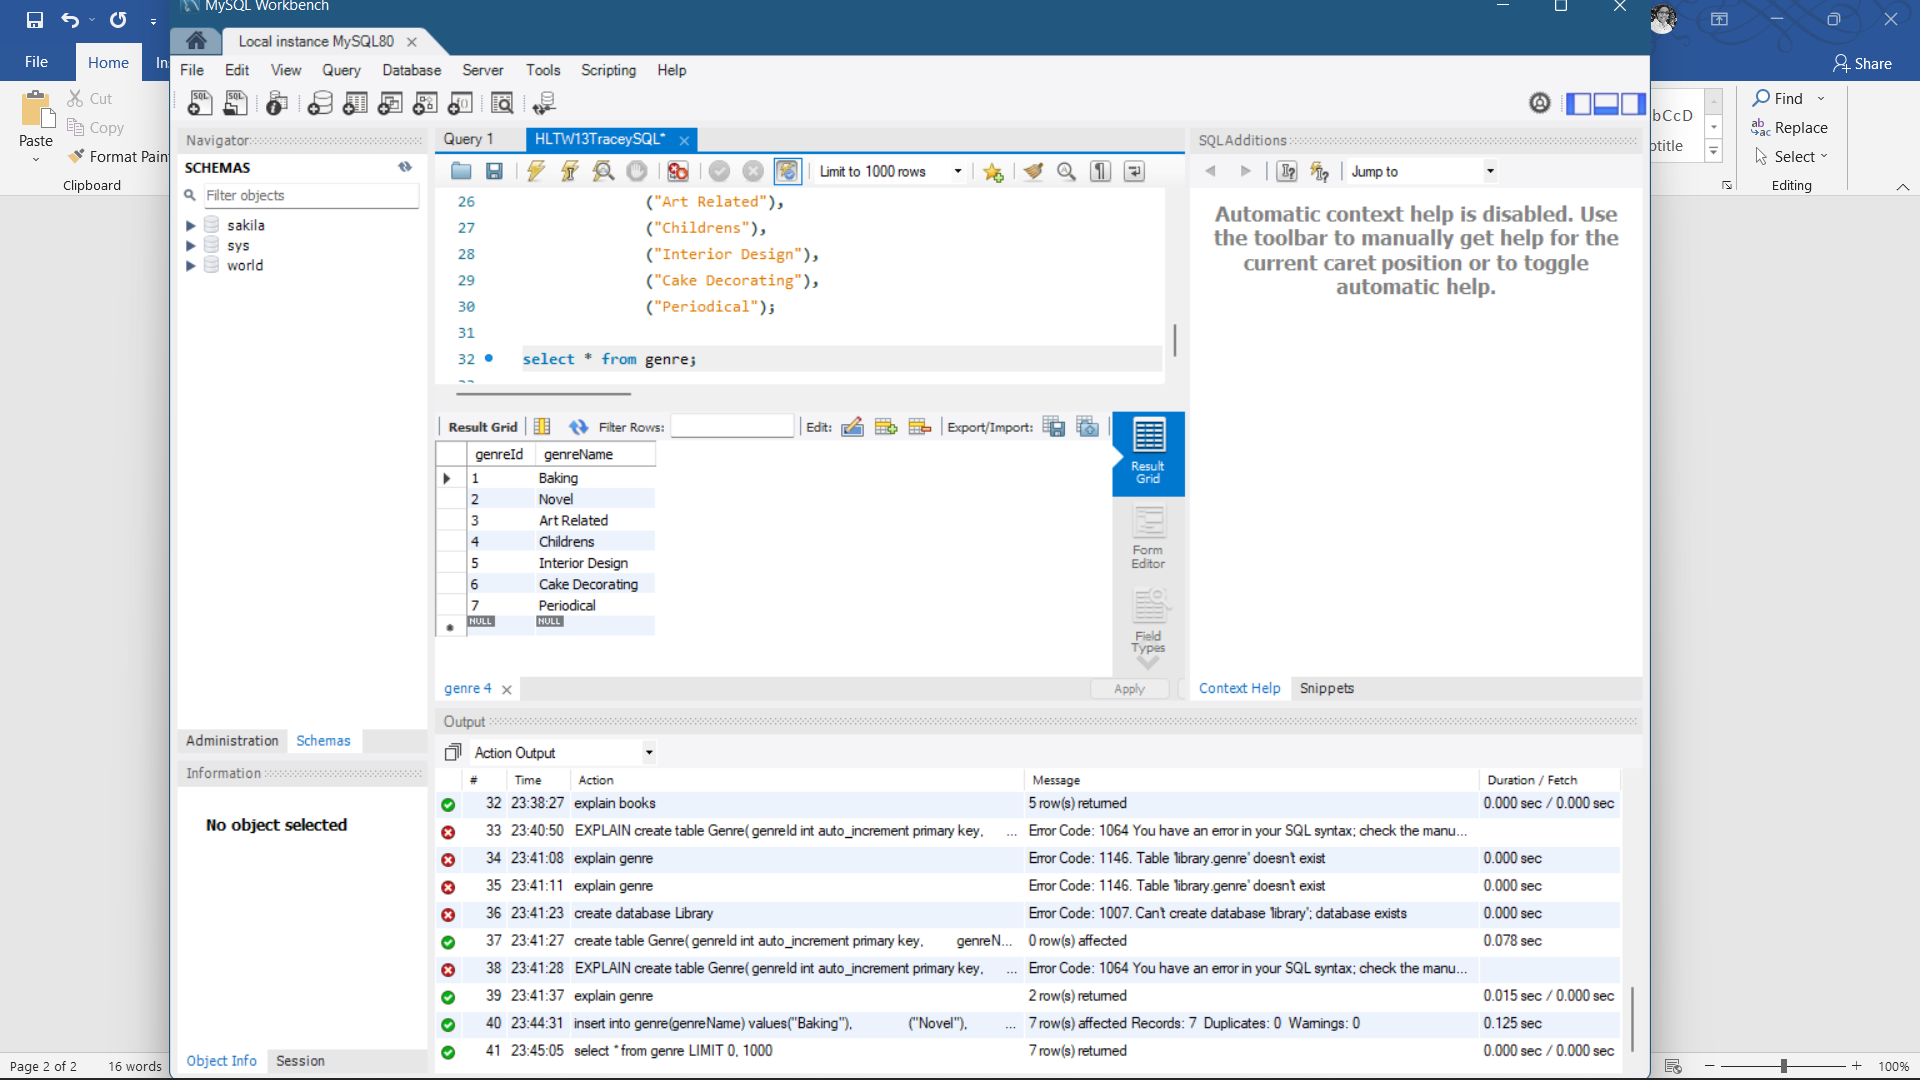 MySQL Workbench
File
Home
Share
Local instance MySQL80
File Edit View Query Database Server Tools Scripting Help
Paste
Cut
Copy
Format Pain
Clipboard
bCcD
btitle
Find
Replace
Select
Editing
Navigator
SCHEMAS
Filter objects
sakila
sys
world
Administration Schemas
Information
No object selected
Object Info Session
Query 1 HLTW13TraceySQL*
Limit to 1000 rows
26 ("Art Related"),
27 ("Childrens"),
28 ("Interior Design"),
29 ("Cake Decorating"),
30 ("Periodical");
31
32 select * from genre;
Result Grid Filter Rows: Edit: Export/Import:
genreId genreName
1 Baking
2 Novel
3 Art Related
4 Childrens
5 Interior Design
6 Cake Decorating
7 Periodical
NULL NULL
Result Grid
Form Editor
Field Types
genre 4
Apply
SQLAdditions
Jump to
Automatic context help is disabled. Use
the toolbar to manually get help for the
current caret position or to toggle
automatic help.
Context Help Snippets
Output
Action Output
# Time Action Message Duration / Fetch
32 23:38:27 explain books 5 row(s) returned 0.000 sec / 0.000 sec
33 23:40:50 EXPLAIN create table Genre( genreId int auto_increment primary key, ... Error Code: 1064 You have an error in your SQL syntax; check the manu...
34 23:41:08 explain genre Error Code: 1146. Table 'library.genre' doesn't exist 0.000 sec
35 23:41:11 explain genre Error Code: 1146. Table 'library.genre' doesn't exist 0.000 sec
36 23:41:23 create database Library Error Code: 1007. Can't create database 'library'; database exists 0.000 sec
37 23:41:27 create table Genre( genreId int auto_increment primary key, genreN... 0 row(s) affected 0.078 sec
38 23:41:28 EXPLAIN create table Genre( genreId int auto_increment primary key, ... Error Code: 1064 You have an error in your SQL syntax; check the manu...
39 23:41:37 explain genre 2 row(s) returned 0.015 sec / 0.000 sec
40 23:44:31 insert into genre(genreName) values("Baking"), ("Novel"), ... 7 row(s) affected Records: 7 Duplicates: 0 Warnings: 0 0.125 sec
41 23:45:05 select * from genre LIMIT 0, 1000 7 row(s) returned 0.000 sec / 0.000 sec
Page 2 of 2 16 words
100%